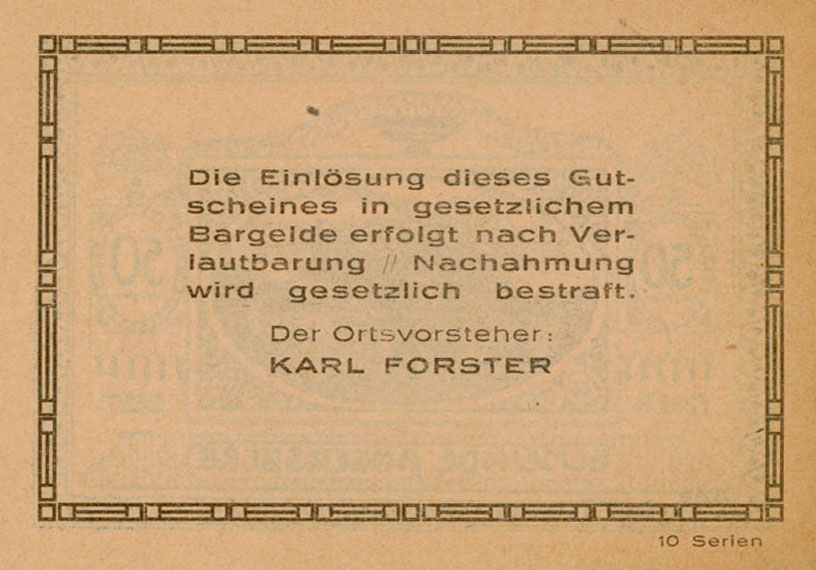 Die Einlösung dieses Gut-
scheines in gesetzlichem
Bargelde erfolgt nach Ver-
lautbarung // Nachahmung
wird gesetzlich bestraft.
Der Ortsvorsteher:
KARL FORSTER
10 Serien